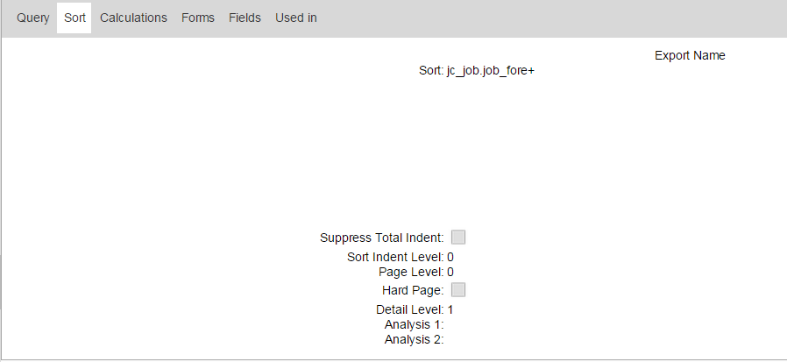 Query Sort Calculations Forms Fields Used in
Export Name
Sort: jc_job.job_fore+
Suppress Total Indent:
Sort Indent Level: 0
Page Level: 0
Hard Page:
Detail Level: 1
Analysis 1:
Analysis 2: